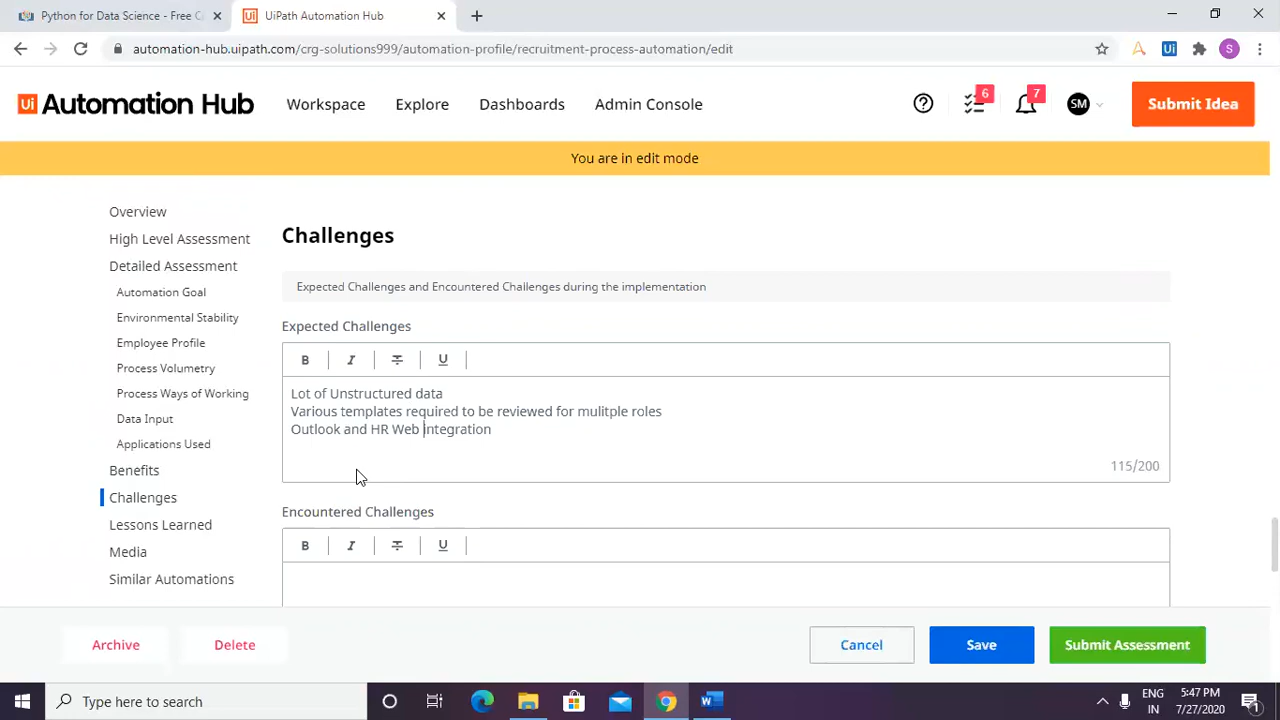 Python for Data Science - Free C
UiPath Automation Hub
automation-hub.uipath.com/crg-solutions999/automation-profile/recruitment-process-automation/edit
Ui
S
Ui Automation Hub
Workspace
Explore
Dashboards
Admin Console
6
7
SM
Submit Idea
You are in edit mode
Overview
High Level Assessment
Detailed Assessment
Automation Goal
Environmental Stability
Employee Profile
Process Volumetry
Process Ways of Working
Data Input
Applications Used
Benefits
Challenges
Lessons Learned
Media
Similar Automations
Challenges
Expected Challenges and Encountered Challenges during the implementation
Expected Challenges
B I S U
Lot of Unstructured data
Various templates required to be reviewed for mulitple roles
Outlook and HR Web integration
115/200
Encountered Challenges
B I S U
Archive
Delete
Cancel
Save
Submit Assessment
Type here to search
ENG
IN
5:47 PM
7/27/2020
1